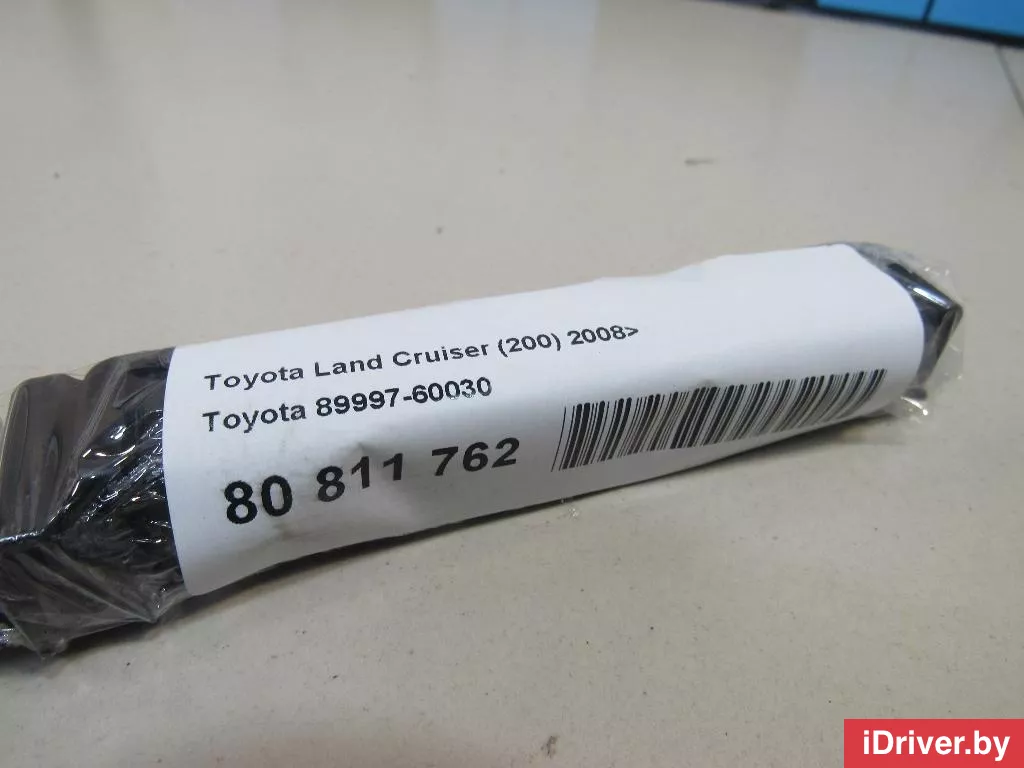 Toyota Land Cruiser (200) 2008>
Toyota 89997-60030
80 811 762
iDriver.by